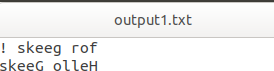 output1.txt
! skeeg rof
skeeG olleH